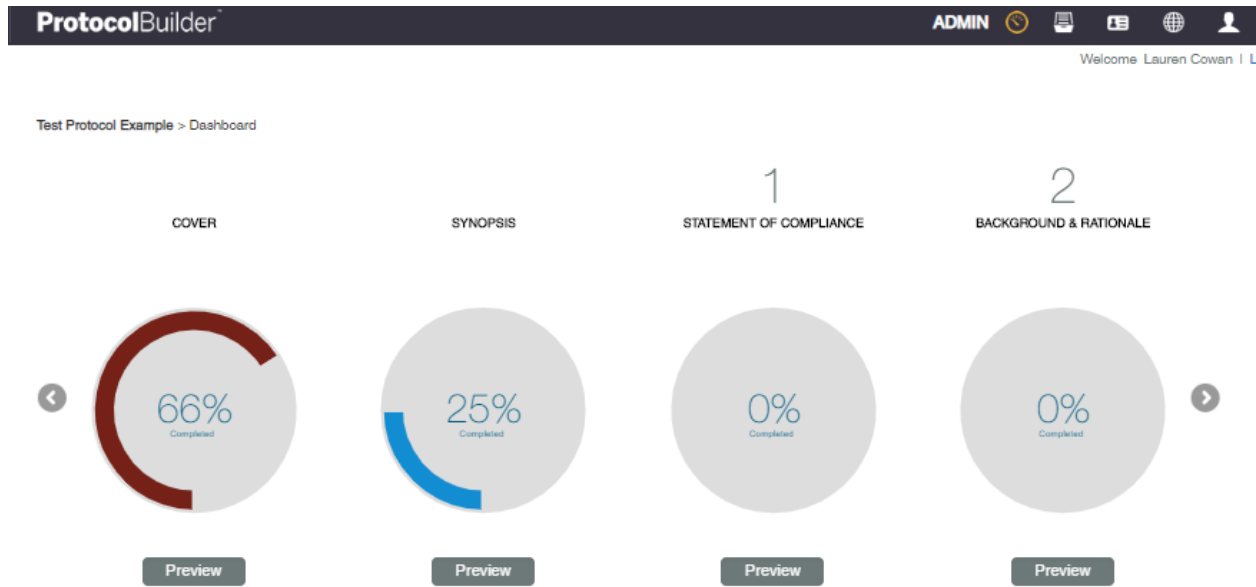 ProtocolBuilder™
ADMIN
Welcome Lauren Cowan | L
Test Protocol Example > Dashboard
1
2
COVER
SYNOPSIS
STATEMENT OF COMPLIANCE
BACKGROUND & RATIONALE
66%
Completed
25%
Completed
0%
Completed
0%
Completed
Preview
Preview
Preview
Preview